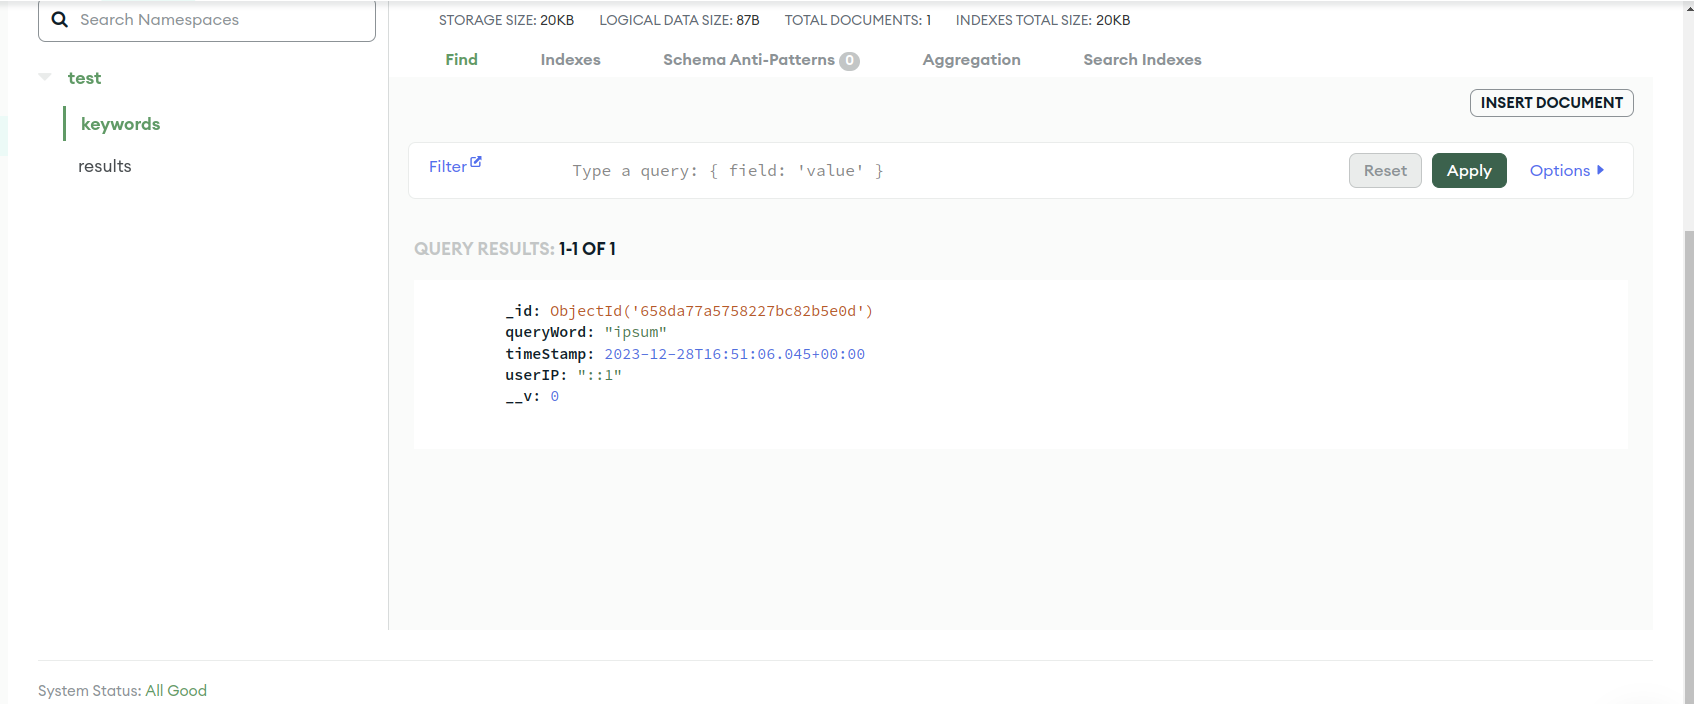 Search Namespaces
test
keywords
results
STORAGE SIZE: 20KB LOGICAL DATA SIZE: 87B TOTAL DOCUMENTS: 1 INDEXES TOTAL SIZE: 20KB
Find Indexes Schema Anti-Patterns 0 Aggregation Search Indexes
INSERT DOCUMENT
Filter Type a query: { field: 'value' } Reset Apply Options
QUERY RESULTS: 1-1 OF 1
_id: ObjectId('658da77a5758227bc82b5e0d')
queryWord: "ipsum"
timeStamp: 2023-12-28T16:51:06.045+00:00
userIP: "::1"
__v: 0
System Status: All Good